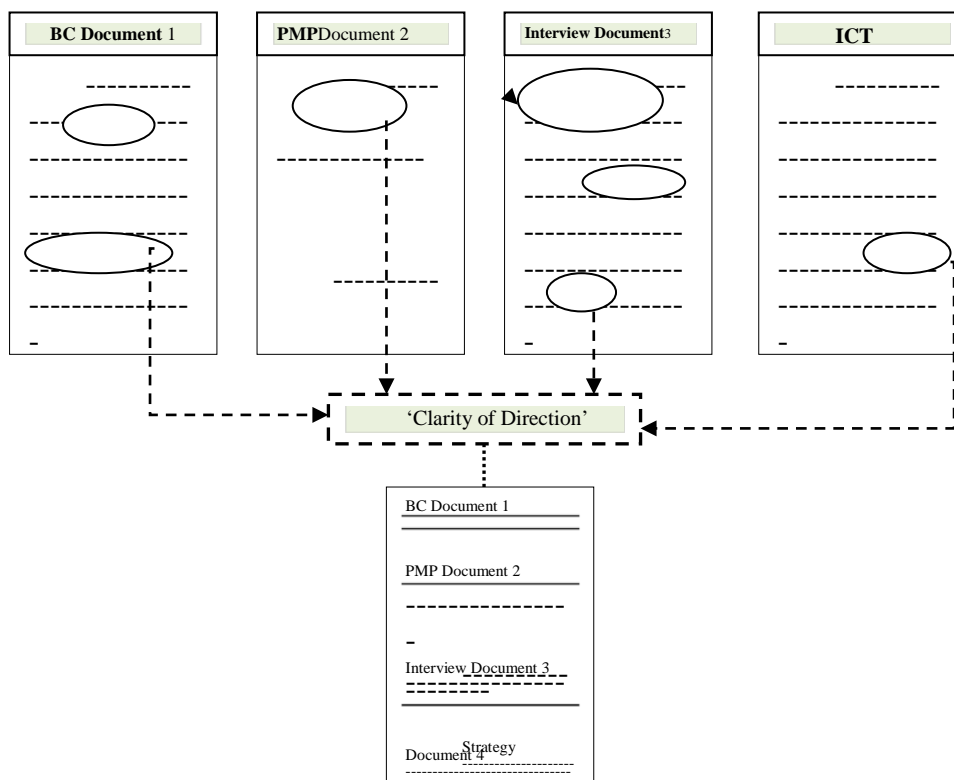 BC Document 1
PMPDocument 2
Interview Document3
ICT
‘Clarity of Direction’
BC Document 1
PMP Document 2
Interview Document 3
Strategy
Document 4